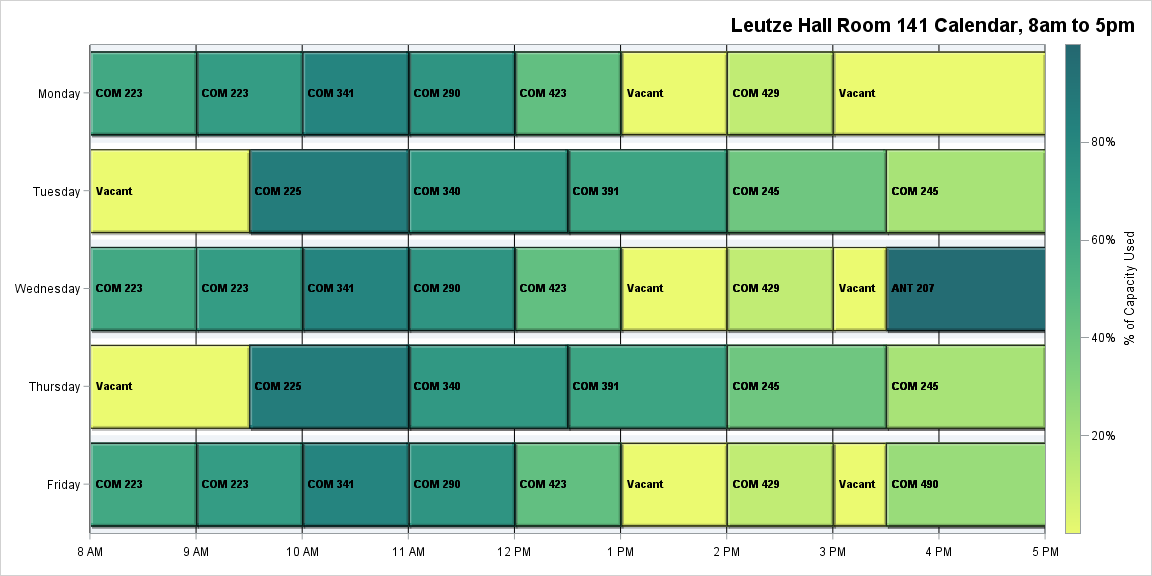 Leutze Hall Room 141 Calendar, 8am to 5pm
Monday
COM 223
COM 223
COM 341
COM 290
COM 423
Vacant
COM 429
Vacant
Tuesday
Vacant
COM 225
COM 340
COM 391
COM 245
COM 245
Wednesday
COM 223
COM 223
COM 341
COM 290
COM 423
Vacant
COM 429
Vacant
ANT 207
Thursday
Vacant
COM 225
COM 340
COM 391
COM 245
COM 245
Friday
COM 223
COM 223
COM 341
COM 290
COM 423
Vacant
COM 429
Vacant
COM 490
8 AM
9 AM
10 AM
11 AM
12 PM
1 PM
2 PM
3 PM
4 PM
5 PM
80%
60%
40%
20%
% of Capacity Used